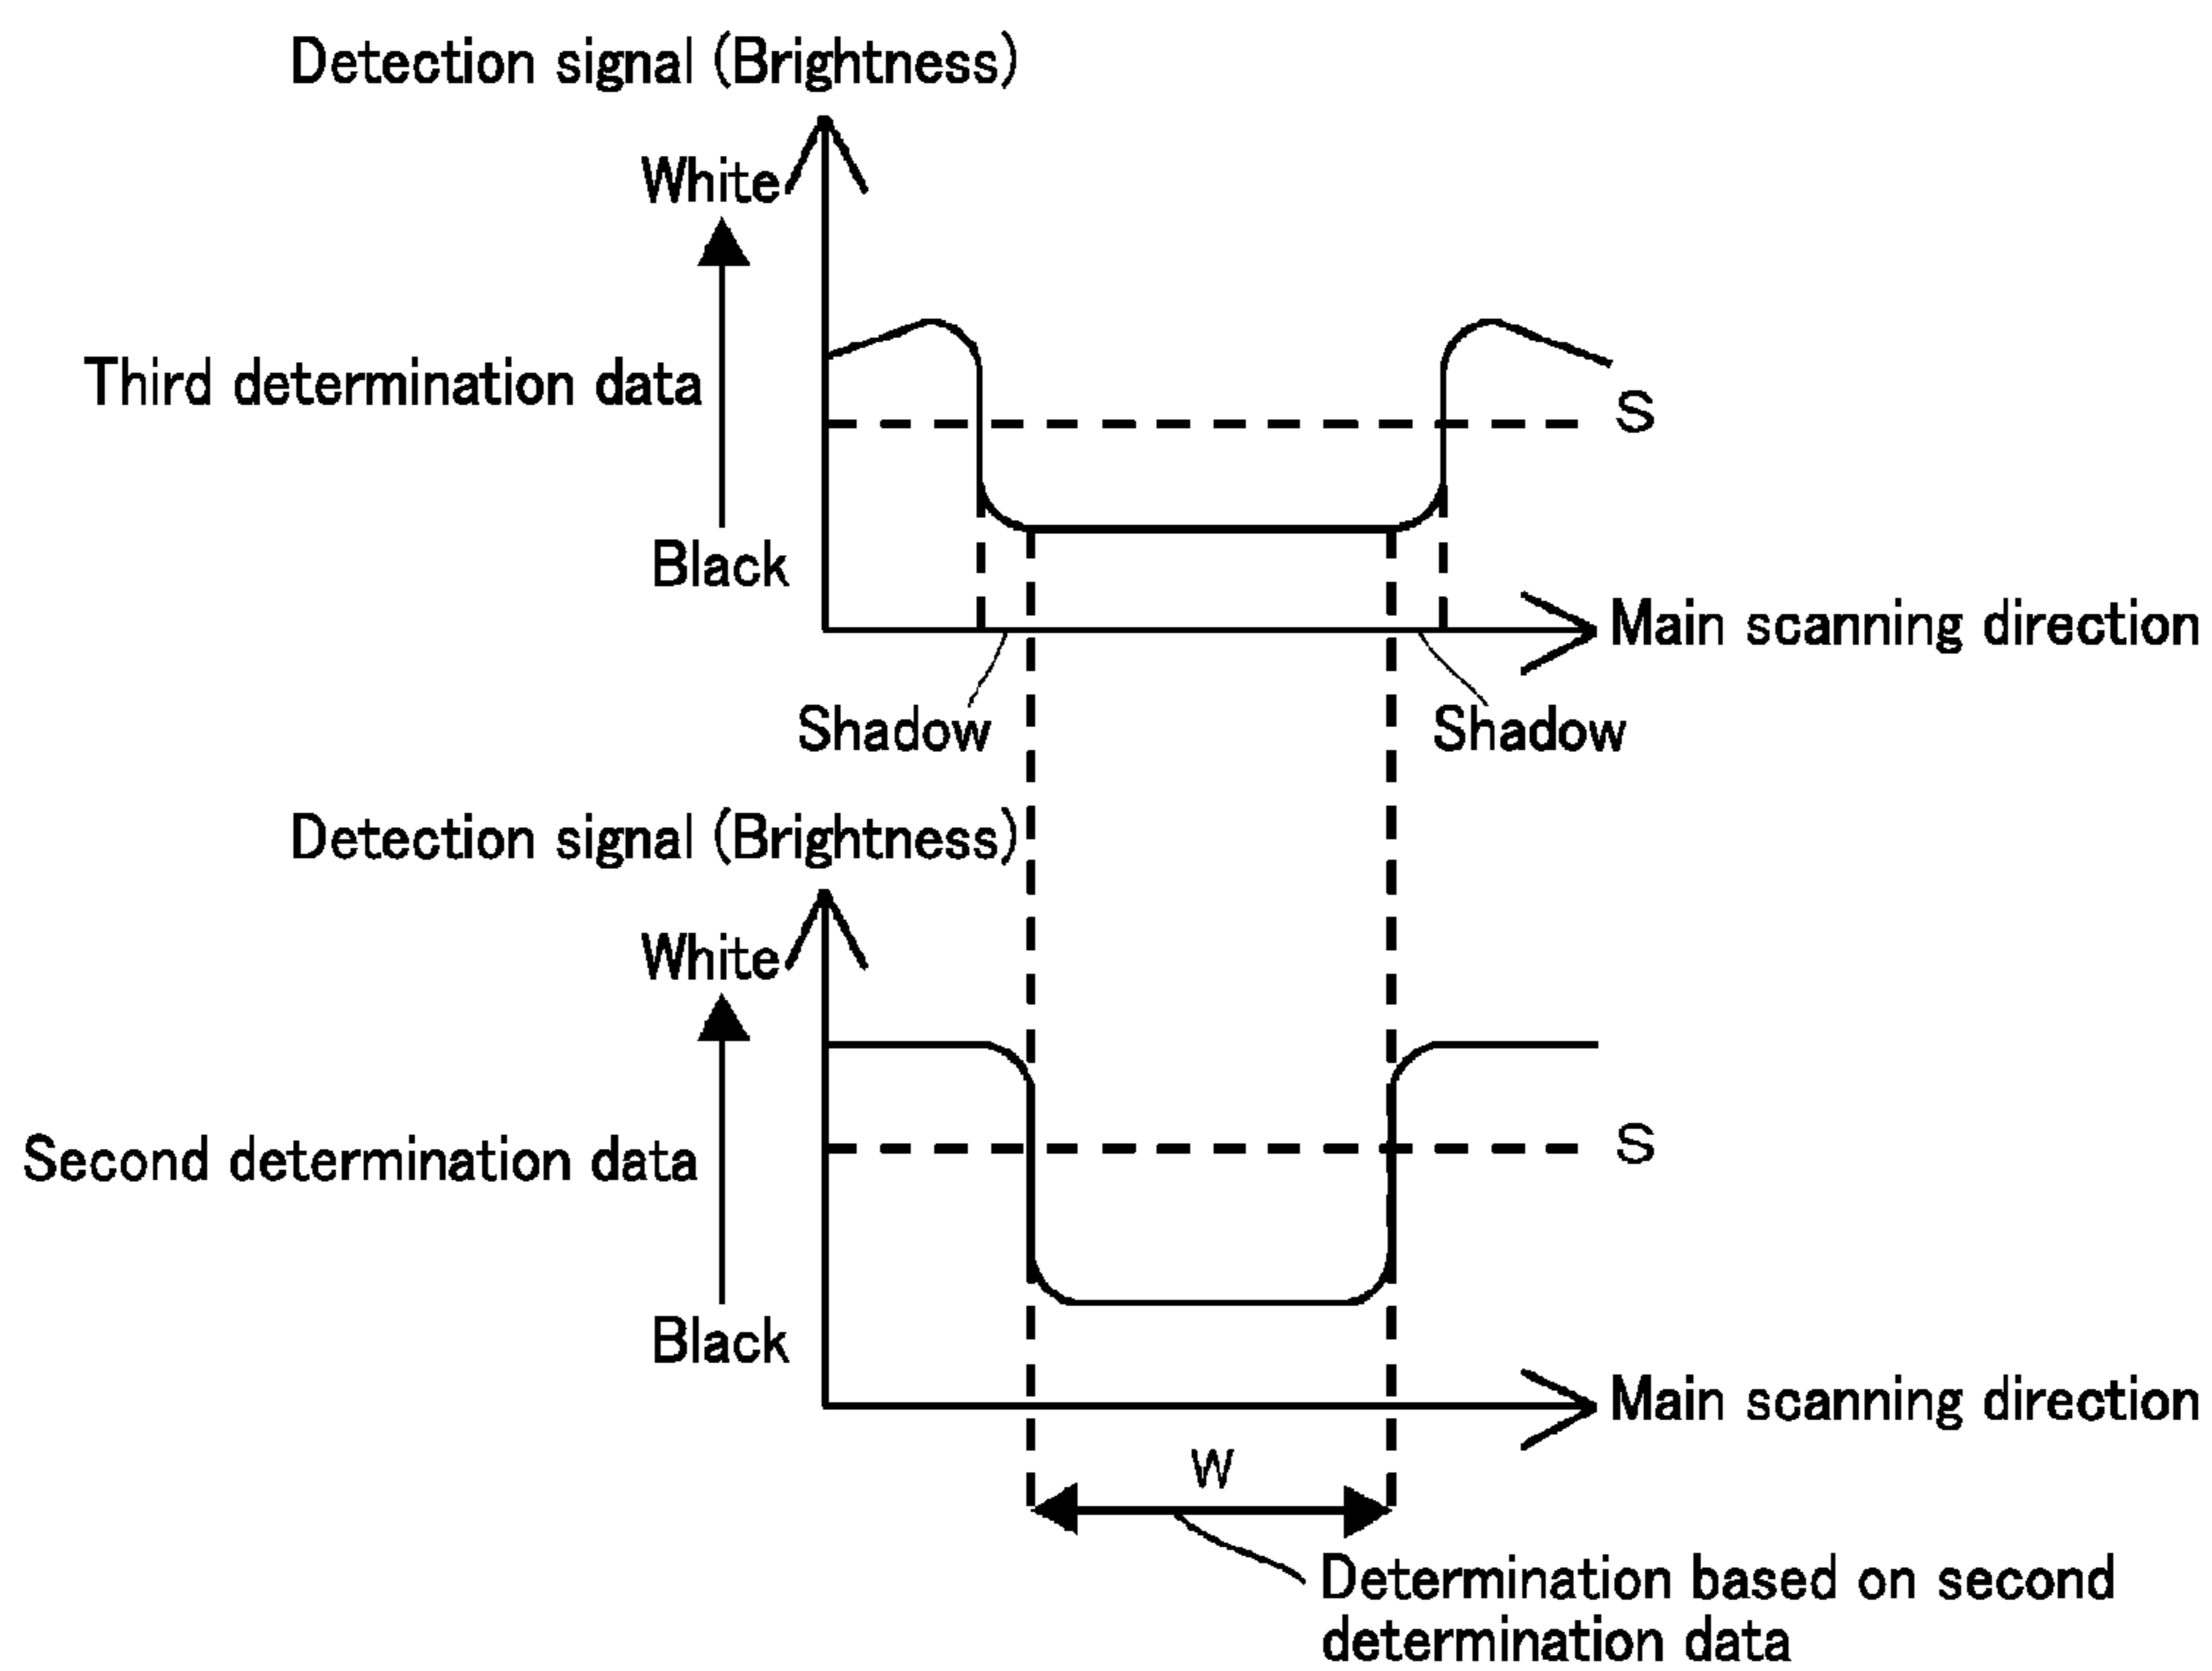 Detection signal (Brightness)
White
Third determination data
S
Black
Main scanning direction
Shadow
Shadow
Detection signal (Brightness)
White
Second determination data
S
Black
Main scanning direction
W
Determination based on second
determination data